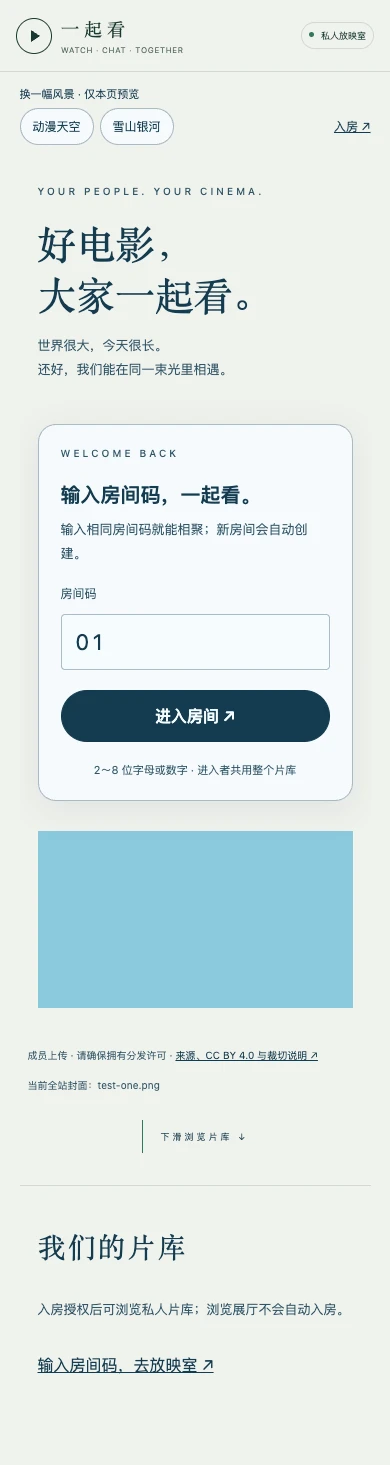 一起看
WATCH · CHAT · TOGETHER
私人放映室
换一幅风景 · 仅本页预览
动漫天空
雪山银河
入房 ↗
YOUR PEOPLE. YOUR CINEMA.
好电影，
大家一起看。
世界很大，今天很长。
还好，我们能在同一束光里相遇。
WELCOME BACK
输入房间码，一起看。
输入相同房间码就能相聚；新房间会自动创
建。
房间码
01
进入房间 ↗
2～8 位字母或数字 · 进入者共用整个片库
成员上传 · 请确保拥有分发许可 · 来源、CC BY 4.0 与裁切说明 ↗
当前全站封面：test-one.png
下滑浏览片库 ↓
我们的片库
入房授权后可浏览私人片库；浏览展厅不会自动入房。
输入房间码，去放映室 ↗